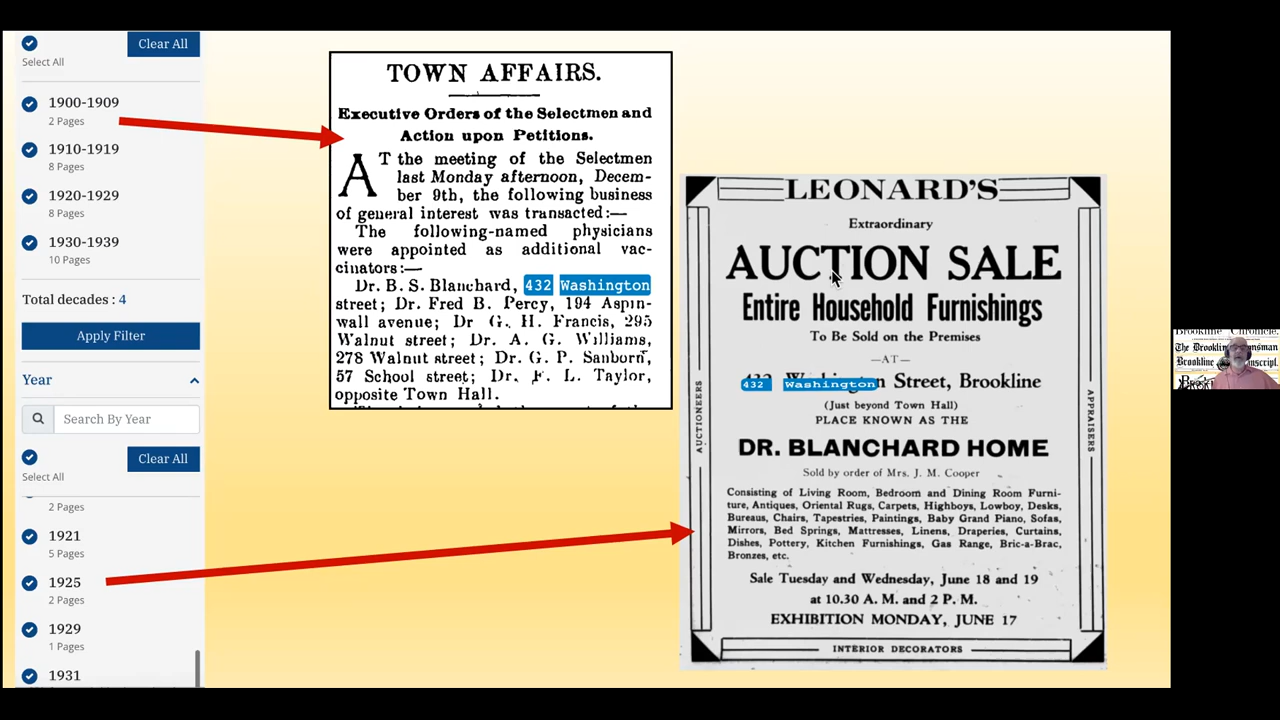 Clear All
Select All
1900-1909
2 Pages
1910-1919
8 Pages
1920-1929
8 Pages
1930-1939
10 Pages
Total decades : 4
Apply Filter
Year
Search By Year
Clear All
Select All
2 Pages
1921
5 Pages
1925
2 Pages
1929
1 Pages
1931
TOWN AFFAIRS.
Executive Orders of the Selectmen and
Action upon Petitions.
AT the meeting of the Selectmen
last Monday afternoon, Decem-
ber 9th, the following business
of general interest was transacted:—
The following-named physicians
were appointed as additional vac-
cinators:—
Dr. B. S. Blanchard, 432 Washington
street; Dr. Fred B. Percy, 194 Aspin-
wall avenue; Dr G. H. Francis, 295
Walnut street; Dr. A. G. Williams,
278 Walnut street; Dr. G. P. Sanborn,
57 School street; Dr. F. L. Taylor,
opposite Town Hall.
LEONARD'S
Extraordinary
AUCTION SALE
Entire Household Furnishings
To Be Sold on the Premises
—AT—
432 Washington Street, Brookline
(Just beyond Town Hall)
PLACE KNOWN AS THE
DR. BLANCHARD HOME
Sold by order of Mrs. J. M. Cooper
Consisting of Living Room, Bedroom and Dining Room Furni-
ture, Antiques, Oriental Rugs, Carpets, Highboys, Lowboy, Desks,
Bureaus, Chairs, Tapestries, Paintings, Baby Grand Piano, Sofas,
Mirrors, Bed Springs, Mattresses, Linens, Draperies, Curtains,
Dishes, Pottery, Kitchen Furnishings, Gas Range, Bric-a-Brac,
Bronzes, etc.
Sale Tuesday and Wednesday, June 18 and 19
at 10.30 A. M. and 2 P. M.
EXHIBITION MONDAY, JUNE 17
INTERIOR DECORATORS
AUCTIONEERS
APPRAISERS
Brookline Chronicle.
The Brookline
Brookline